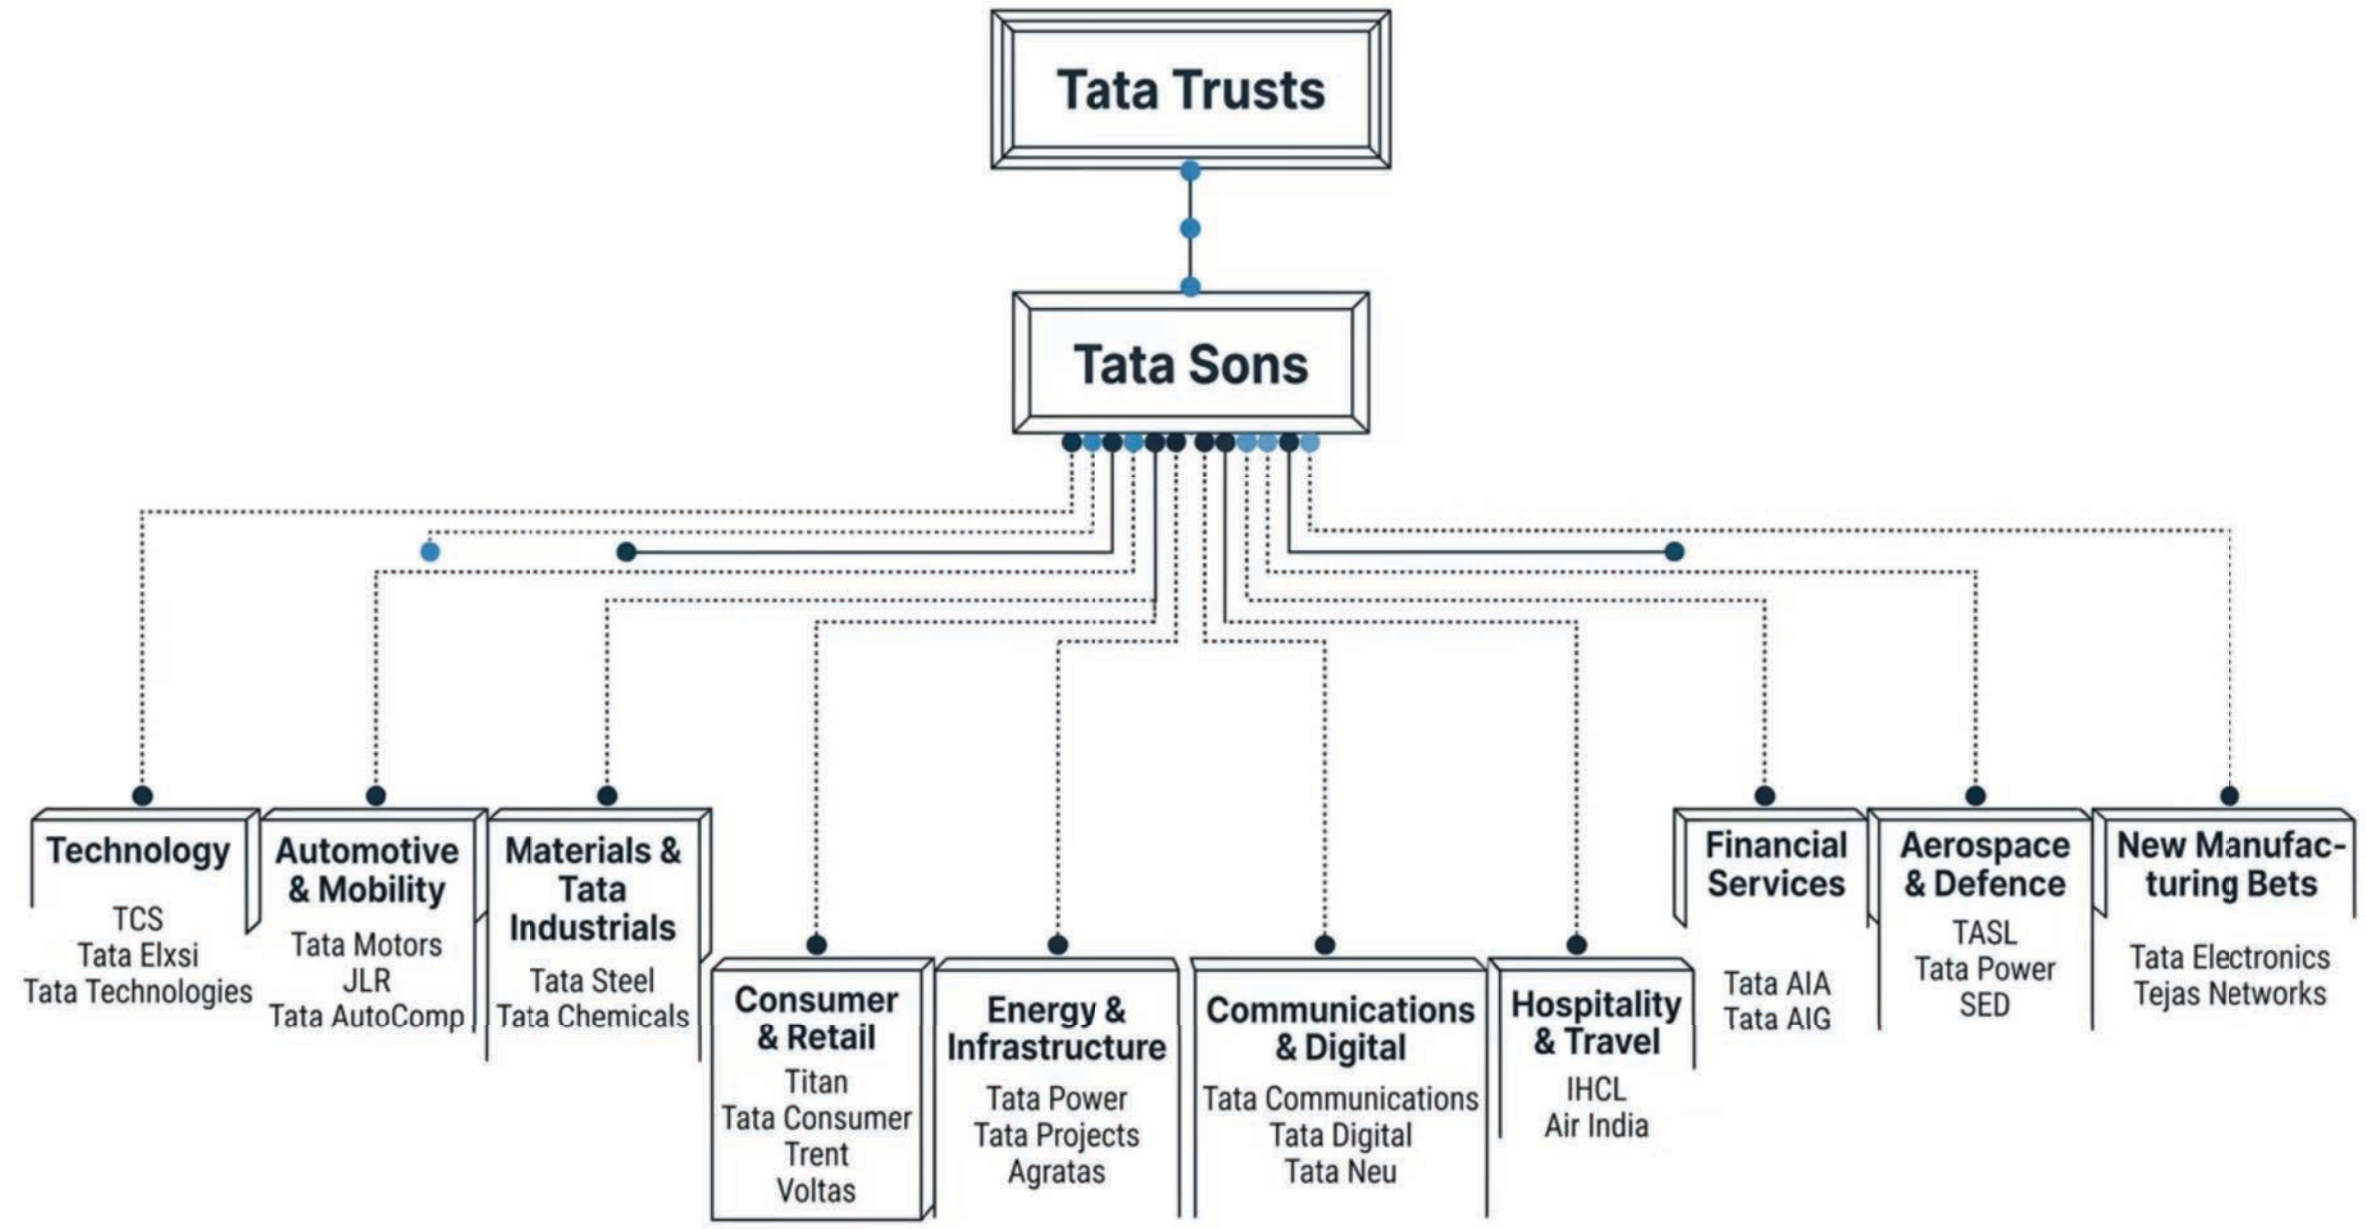 Tata Trusts
Tata Sons
Technology
TCS
Tata Elxsi
Tata Technologies
Automotive
& Mobility
Tata Motors
JLR
Tata AutoComp
Materials &
Tata
Industrials
Tata Steel
Tata Chemicals
Consumer
& Retail
Titan
Tata Consumer
Trent
Voltas
Energy &
Infrastructure
Tata Power
Tata Projects
Agratas
Communications
& Digital
Tata Communications
Tata Digital
Tata Neu
Hospitality
& Travel
IHCL
Air India
Financial
Services
Tata AIA
Tata AIG
Aerospace
& Defence
TASL
Tata Power
SED
New Manufac-
turing Bets
Tata Electronics
Tejas Networks